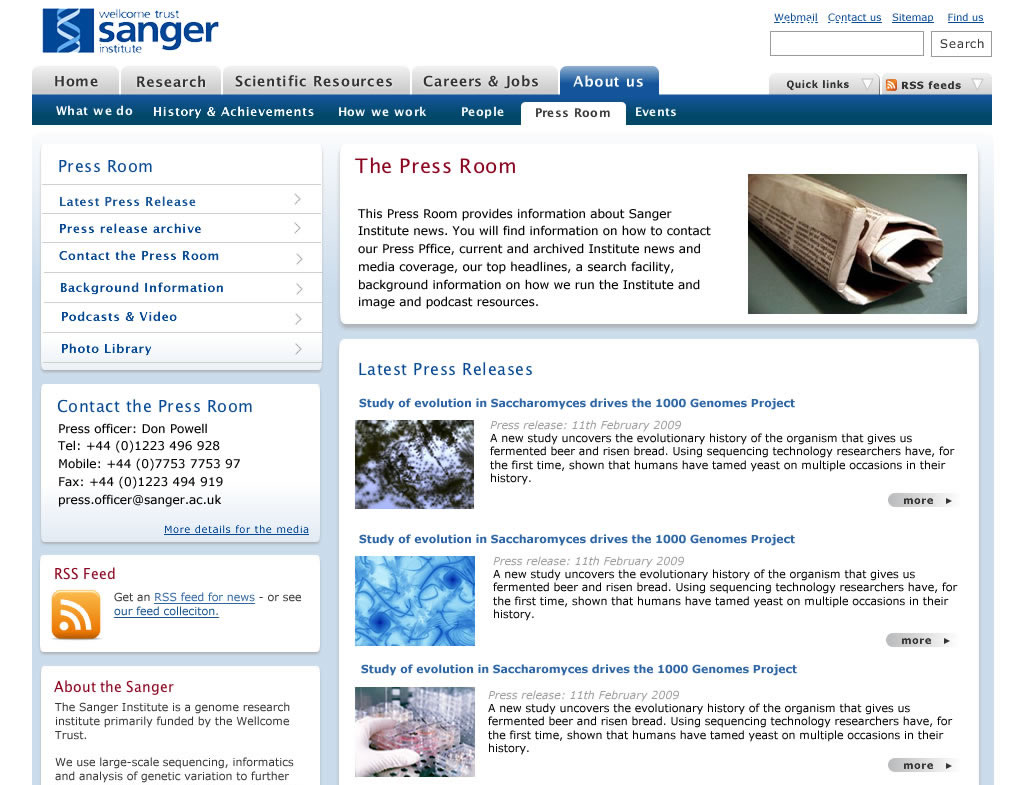 wellcome trust
sanger
institute
Webmail Contact us Sitemap Find us
Search
Home Research Scientific Resources Careers & Jobs About us
Quick links RSS feeds
What we do History & Achievements How we work People Press Room Events
Press Room
Latest Press Release
Press release archive
Contact the Press Room
Background Information
Podcasts & Video
Photo Library
Contact the Press Room
Press officer: Don Powell
Tel: +44 (0)1223 496 928
Mobile: +44 (0)7753 7753 97
Fax: +44 (0)1223 494 919
press.officer@sanger.ac.uk
More details for the media
RSS Feed
Get an RSS feed for news - or see
our feed colleciton.
About the Sanger
The Sanger Institute is a genome research
institute primarily funded by the Wellcome
Trust.
We use large-scale sequencing, informatics
and analysis of genetic variation to further
The Press Room
This Press Room provides information about Sanger
Institute news. You will find information on how to contact
our Press Pffice, current and archived Institute news and
media coverage, our top headlines, a search facility,
background information on how we run the Institute and
image and podcast resources.
Latest Press Releases
Study of evolution in Saccharomyces drives the 1000 Genomes Project
Press release: 11th February 2009
A new study uncovers the evolutionary history of the organism that gives us
fermented beer and risen bread. Using sequencing technology researchers have, for
the first time, shown that humans have tamed yeast on multiple occasions in their
history.
more
Study of evolution in Saccharomyces drives the 1000 Genomes Project
Press release: 11th February 2009
A new study uncovers the evolutionary history of the organism that gives us
fermented beer and risen bread. Using sequencing technology researchers have, for
the first time, shown that humans have tamed yeast on multiple occasions in their
history.
more
Study of evolution in Saccharomyces drives the 1000 Genomes Project
Press release: 11th February 2009
A new study uncovers the evolutionary history of the organism that gives us
fermented beer and risen bread. Using sequencing technology researchers have, for
the first time, shown that humans have tamed yeast on multiple occasions in their
history.
more